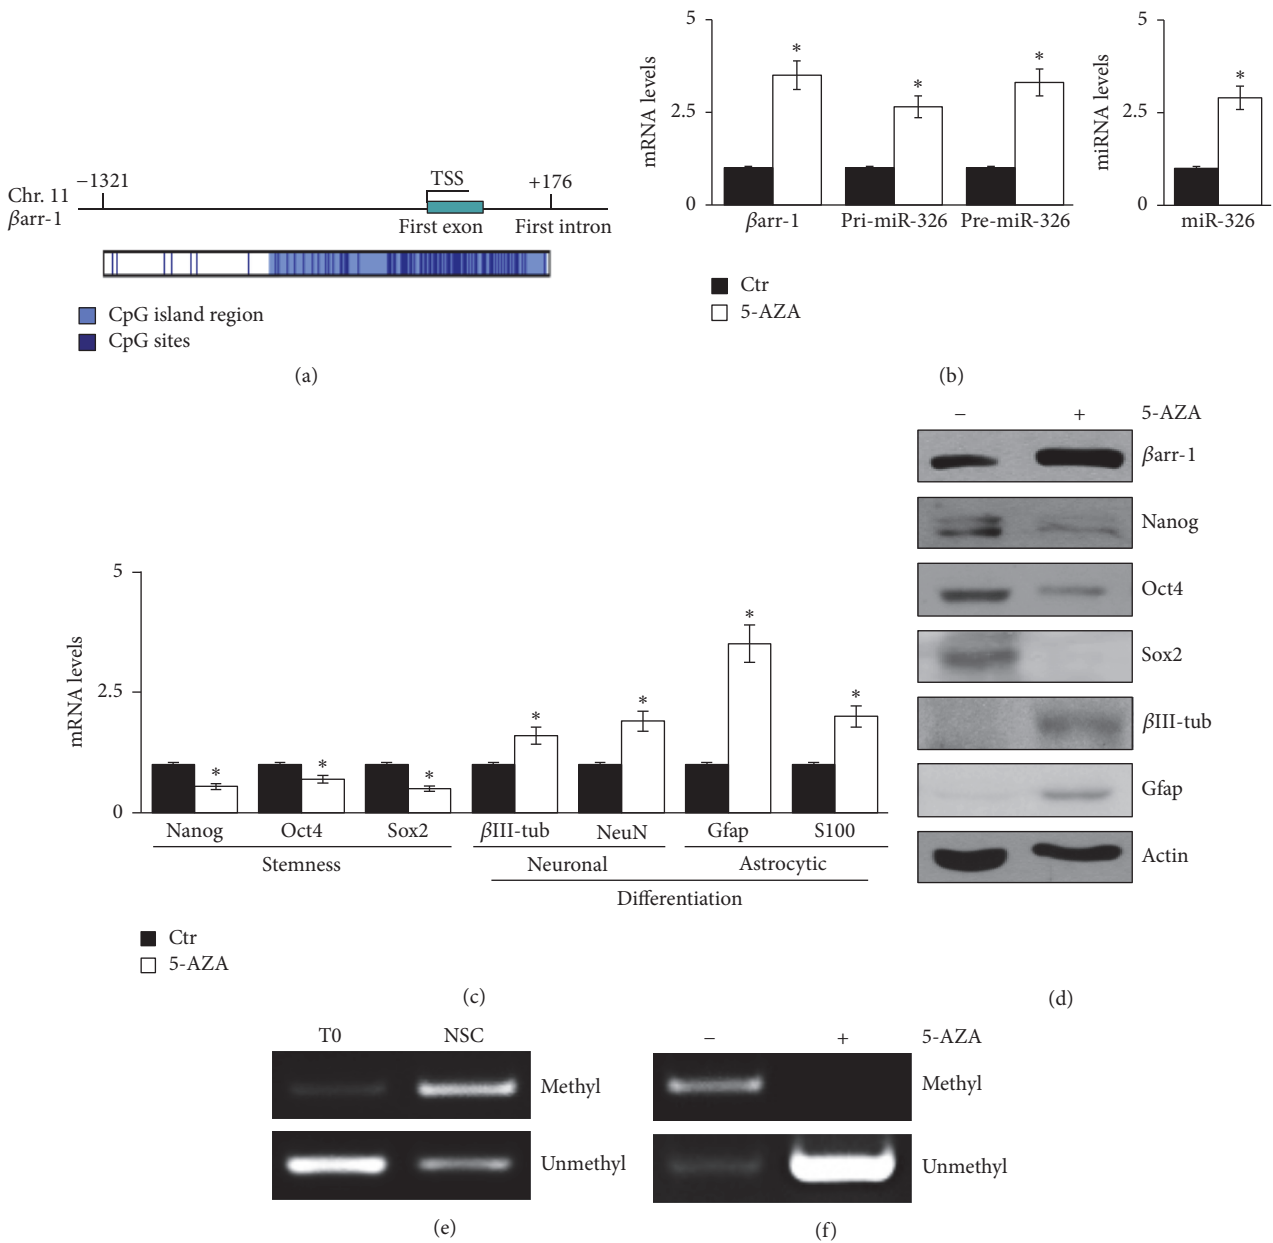 −1321
TSS
+176
Chr. 11
βarr-1
First exon
First intron
CpG island region
CpG sites
(a)
5
2.5
0
mRNA levels
*
*
*
βarr-1
Pri-miR-326
Pre-miR-326
5
2.5
0
miRNA levels
*
miR-326
Ctr
5-AZA
(b)
5
2.5
0
mRNA levels
*
*
*
*
*
*
*
Nanog
Oct4
Sox2
βIII-tub
NeuN
Gfap
S100
Stemness
Neuronal
Astrocytic
Differentiation
Ctr
5-AZA
(c)
− + 5-AZA
βarr-1
Nanog
Oct4
Sox2
βIII-tub
Gfap
Actin
(d)
T0 NSC
Methyl
Unmethyl
(e)
− + 5-AZA
Methyl
Unmethyl
(f)